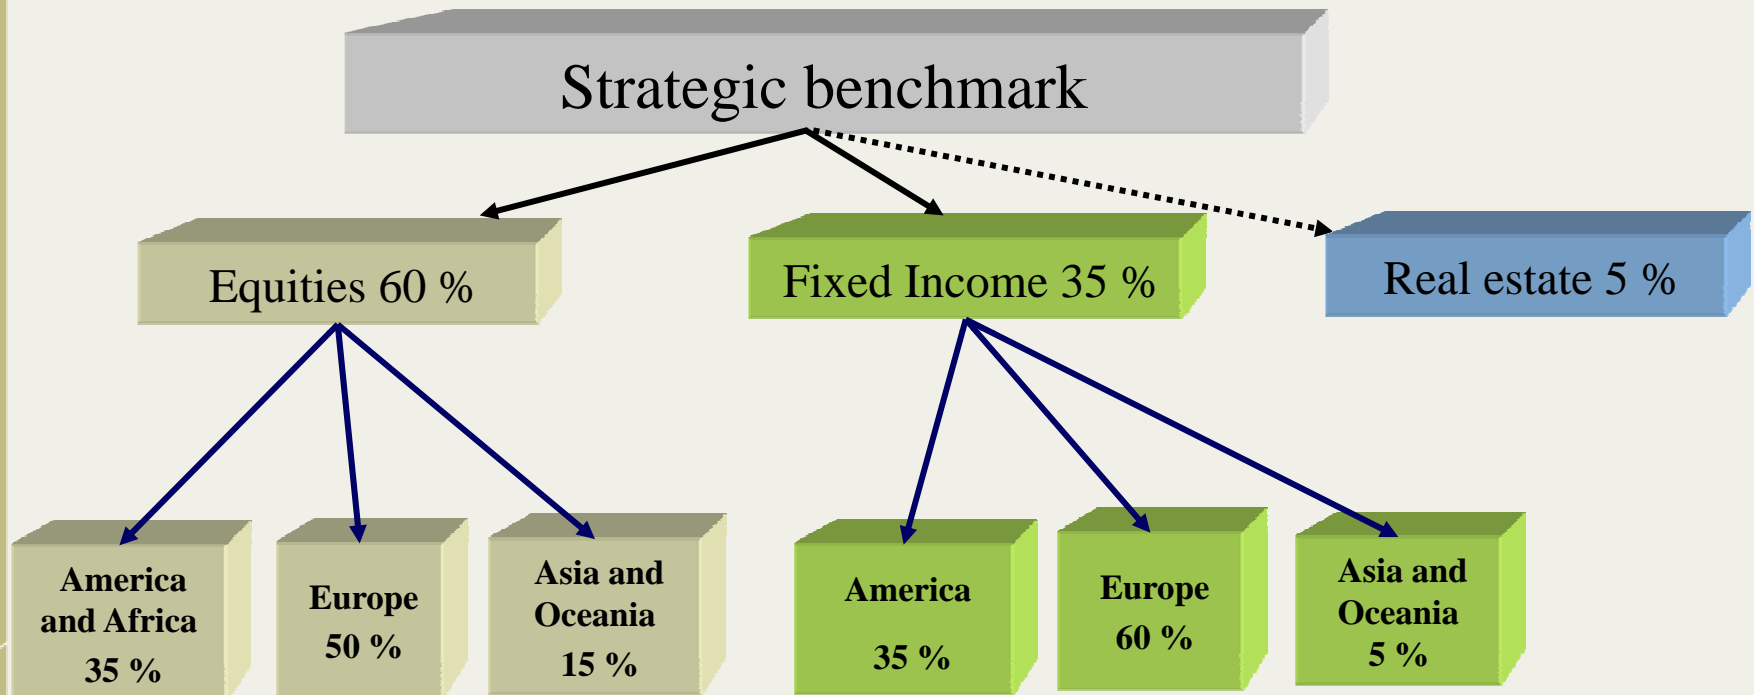 Strategic benchmark
Equities 60 %
Fixed Income 35 %
Real estate 5 %
America
and Africa
35 %
Europe
50 %
Asia and
Oceania
15 %
America
35 %
Europe
60 %
Asia and
Oceania
5 %